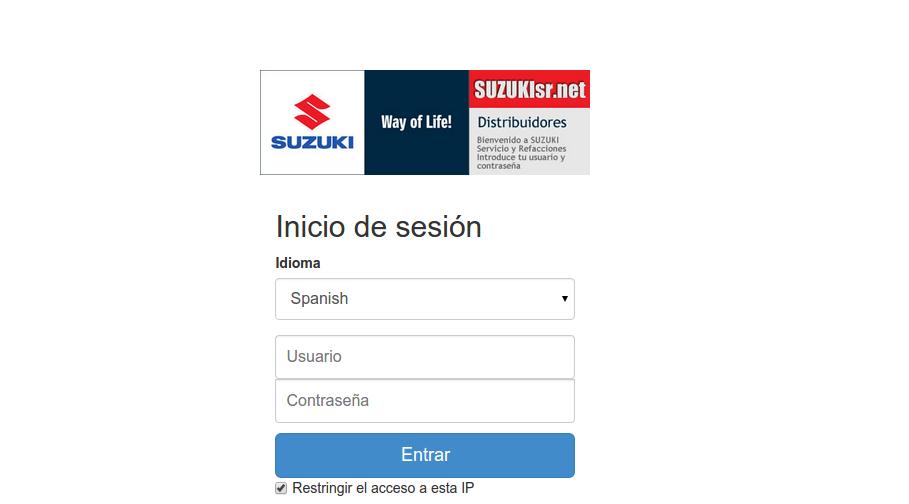 SUZUKI
Way of Life!
SUZUKIsr.net
Distribuidores
Bienvenido a SUZUKI
Servicio y Refacciones
Introduce tu usuario y
contraseña
Inicio de sesión
Idioma
Spanish
Usuario
Contraseña
Entrar
Restringir el acceso a esta IP